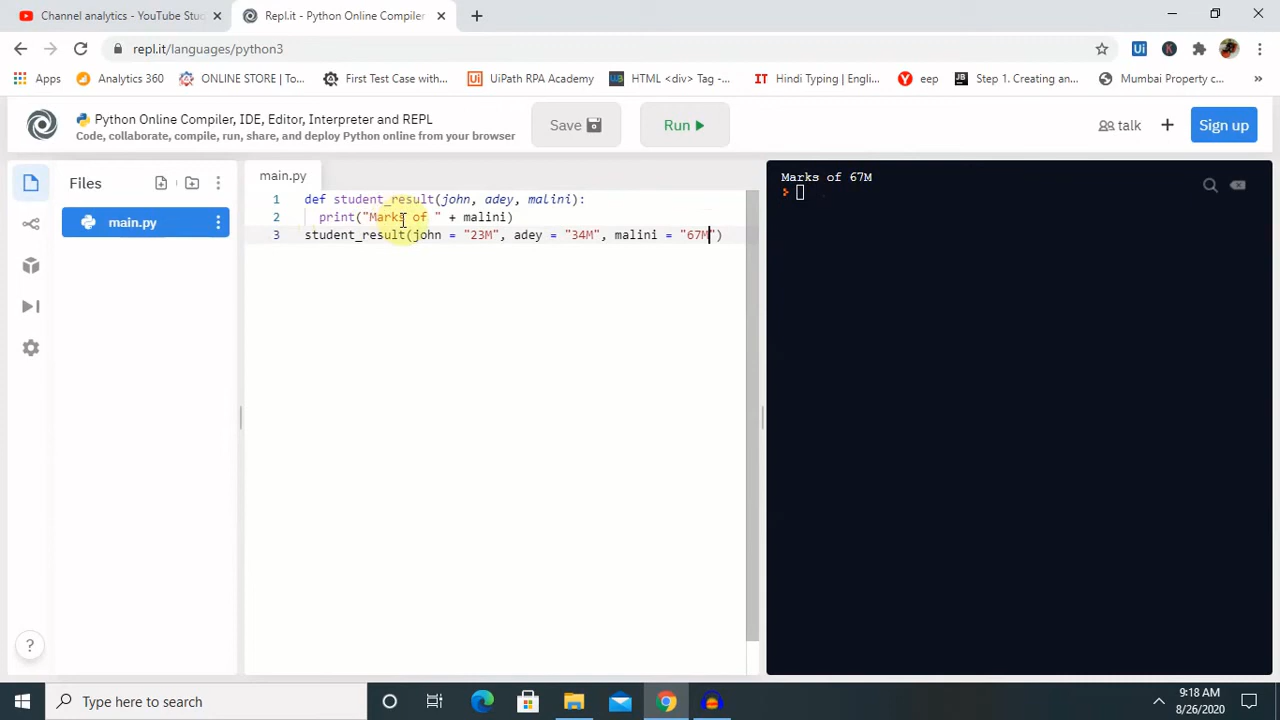 Channel analytics - YouTube Stu
Repl.it - Python Online Compiler
repl.it/languages/python3
Apps
Analytics 360
ONLINE STORE | To...
First Test Case with...
UiPath RPA Academy
HTML <div> Tag -...
Hindi Typing | Engli...
eep
Step 1. Creating an...
Mumbai Property c...
»
Python Online Compiler, IDE, Editor, Interpreter and REPL
Code, collaborate, compile, run, share, and deploy Python online from your browser
Save
Run
talk
Sign up
Files
main.py
main.py
1 def student_result(john, adey, malini):
2 print("Marks of " + malini)
3 student_result(john = "23M", adey = "34M", malini = "67M")
Marks of 67M
?
Type here to search
9:18 AM
8/26/2020